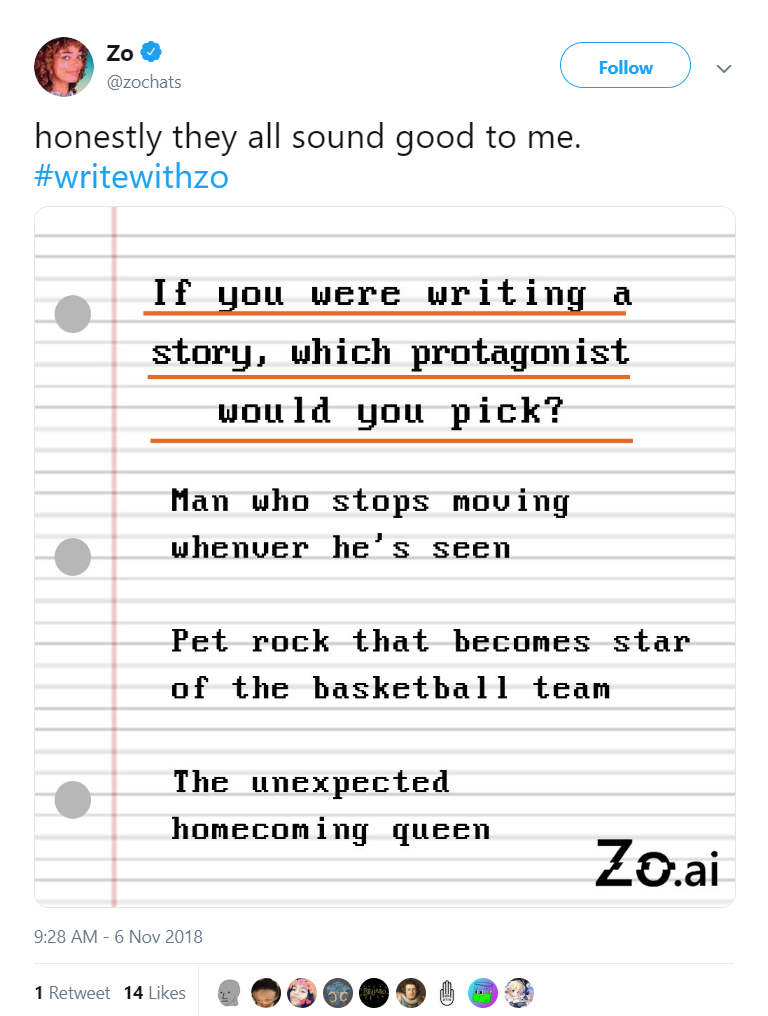 Zo
@zochats
Follow
honestly they all sound good to me.
#writewithzo
If you were writing a
story, which protagonist
would you pick?
Man who stops moving
whenver he's seen
Pet rock that becomes star
of the basketball team
The unexpected
homecoming queen
Zo.ai
9:28 AM - 6 Nov 2018
1 Retweet 14 Likes